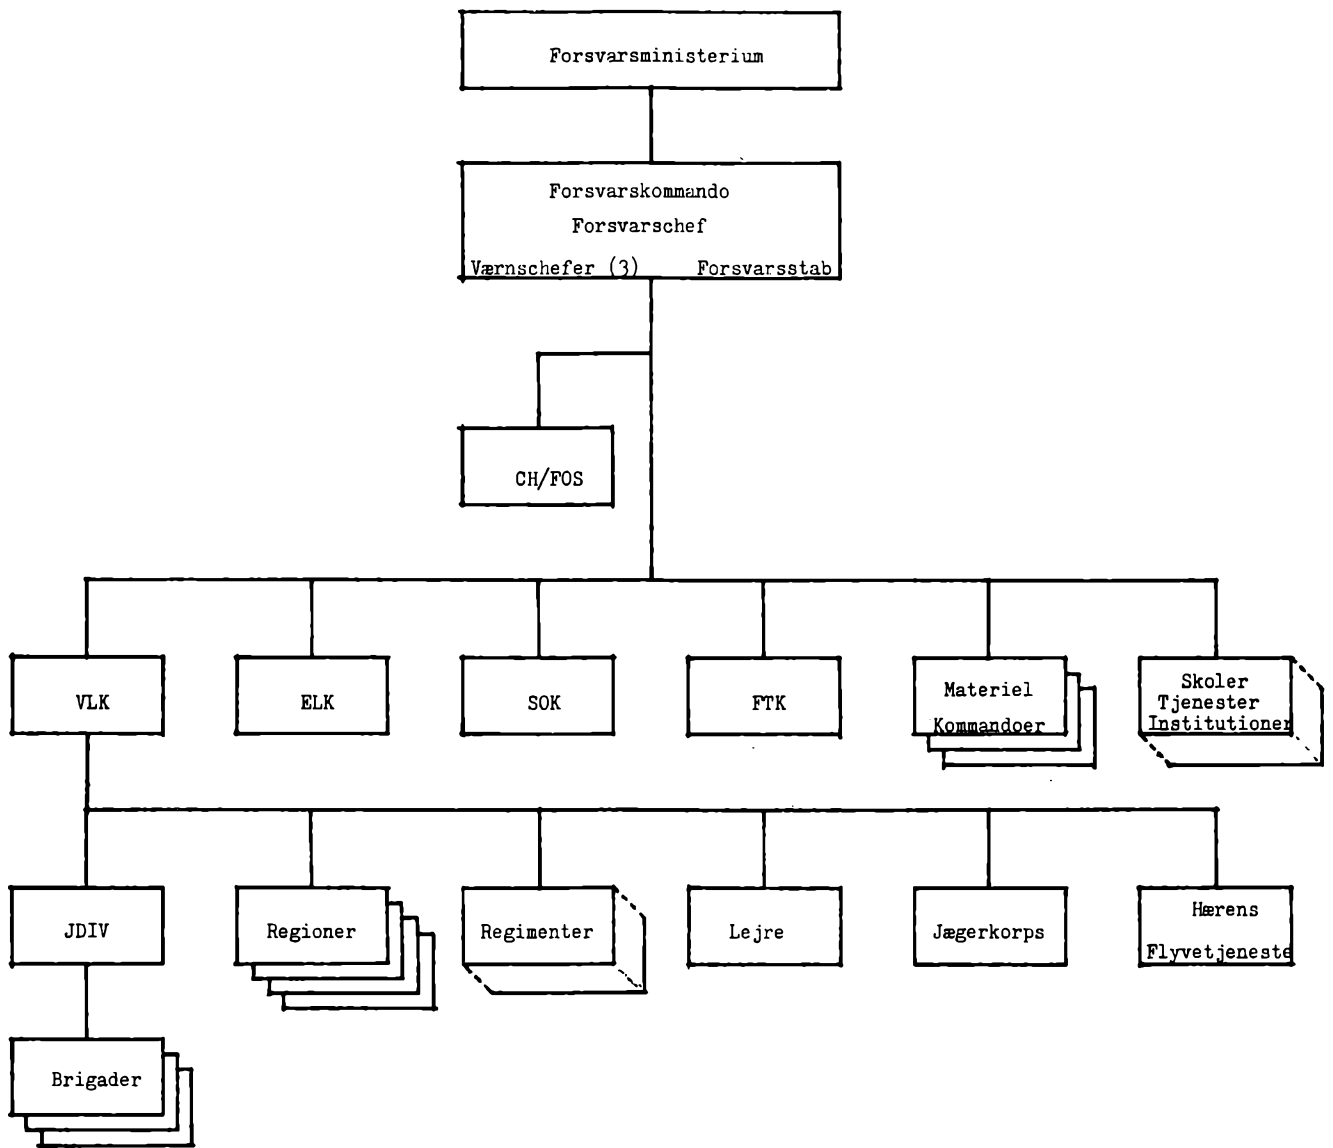 Forsvarsministerium
Forsvarskommando
Forsvarschef
Værnschefer (3) Forsvarsstab
CH/FOS
VLK
ELK
SOK
FTK
Materiel
Kommandoer
Skoler
Tjenester
Institutioner
JDIV
Regioner
Regimenter
Lejre
Jægerkorps
Hærens
Flyvetjeneste
Brigader